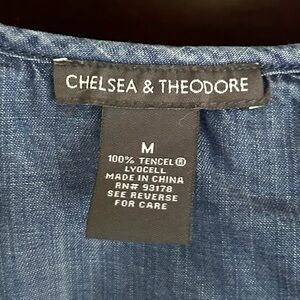 CHELSEA & THEODORE
M
100% TENCEL®
LYOCELL
MADE IN CHINA
RN# 93178
SEE REVERSE
FOR CARE